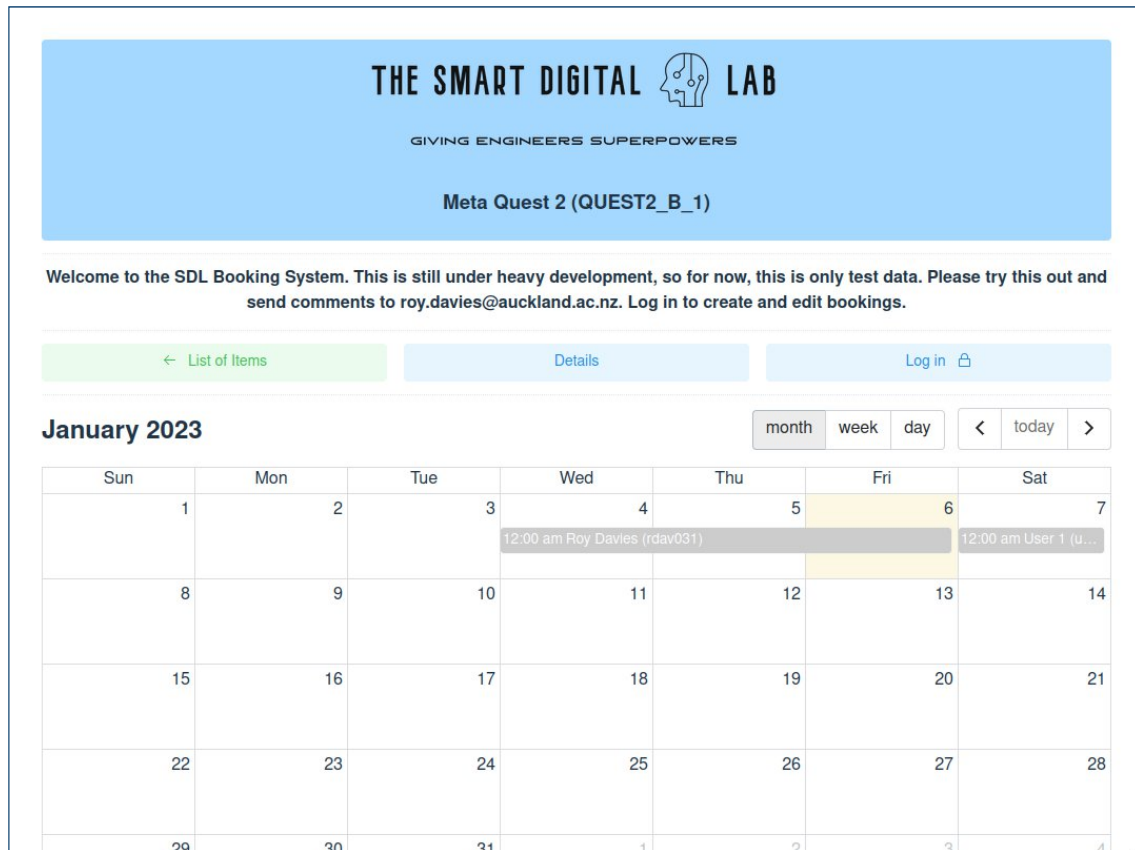 THE SMART DIGITAL LAB
GIVING ENGINEERS SUPERPOWERS
Meta Quest 2 (QUEST2_B_1)
Welcome to the SDL Booking System. This is still under heavy development, so for now, this is only test data. Please try this out and
send comments to roy.davies@auckland.ac.nz. Log in to create and edit bookings.
← List of Items Details Log in
January 2023 month week day < today >
Sun Mon Tue Wed Thu Fri Sat
1 2 3 4 5 6 7
12:00 am Roy Davies (rdav031) 12:00 am User 1 (u...
8 9 10 11 12 13 14
15 16 17 18 19 20 21
22 23 24 25 26 27 28
29 30 31 1 2 3 4